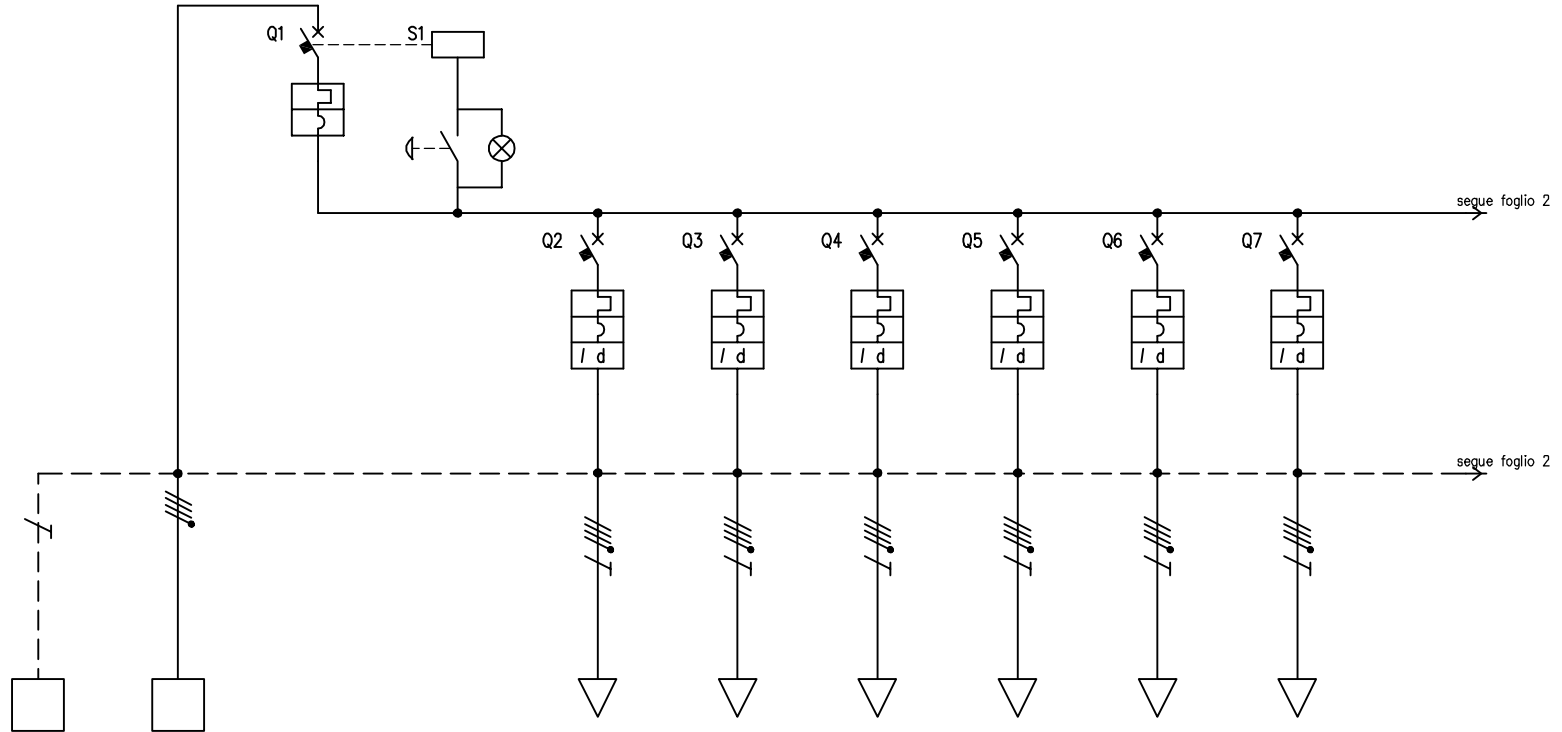 Q1
S1
segue foglio 2
Q2
Q3
Q4
Q5
Q6
Q7
I d
I d
I d
I d
I d
I d
segue foglio 2